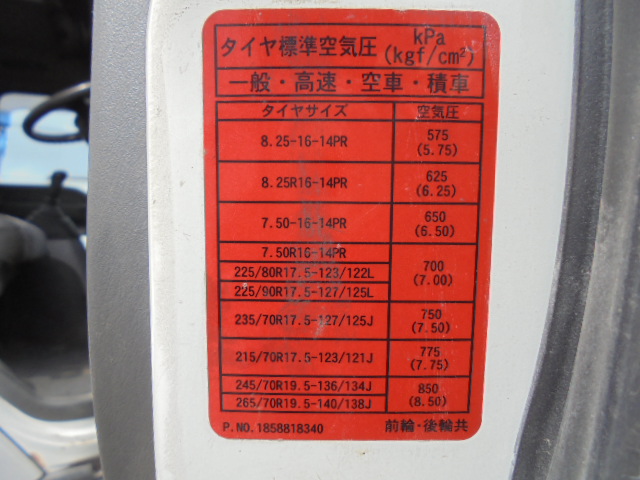 タイヤ標準空気圧 kPa
(kgf/cm²)
一般・高速・空車・積車
タイヤサイズ 空気圧
8.25-16-14PR 575
(5.75)
8.25R16-14PR 625
(6.25)
7.50-16-14PR 650
(6.50)
7.50R16-14PR
225/80R17.5-123/122L 700
(7.00)
225/90R17.5-127/125L
235/70R17.5-127/125J 750
(7.50)
215/70R17.5-123/121J 775
(7.75)
245/70R19.5-136/134J 850
265/70R19.5-140/138J (8.50)
P.NO.1858818340 前輪・後輪共